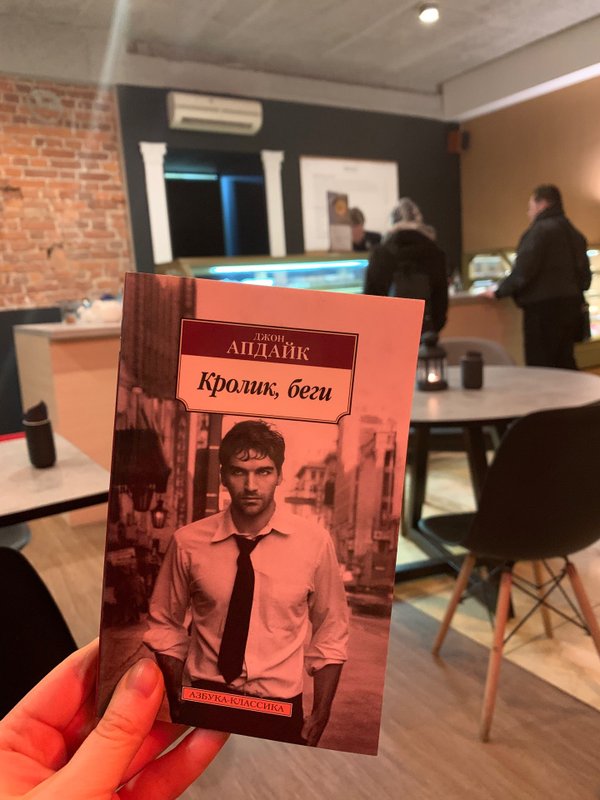 ДЖОН
АПДАЙК
Кролик, беги
АЗБУКА-КЛАССИКА